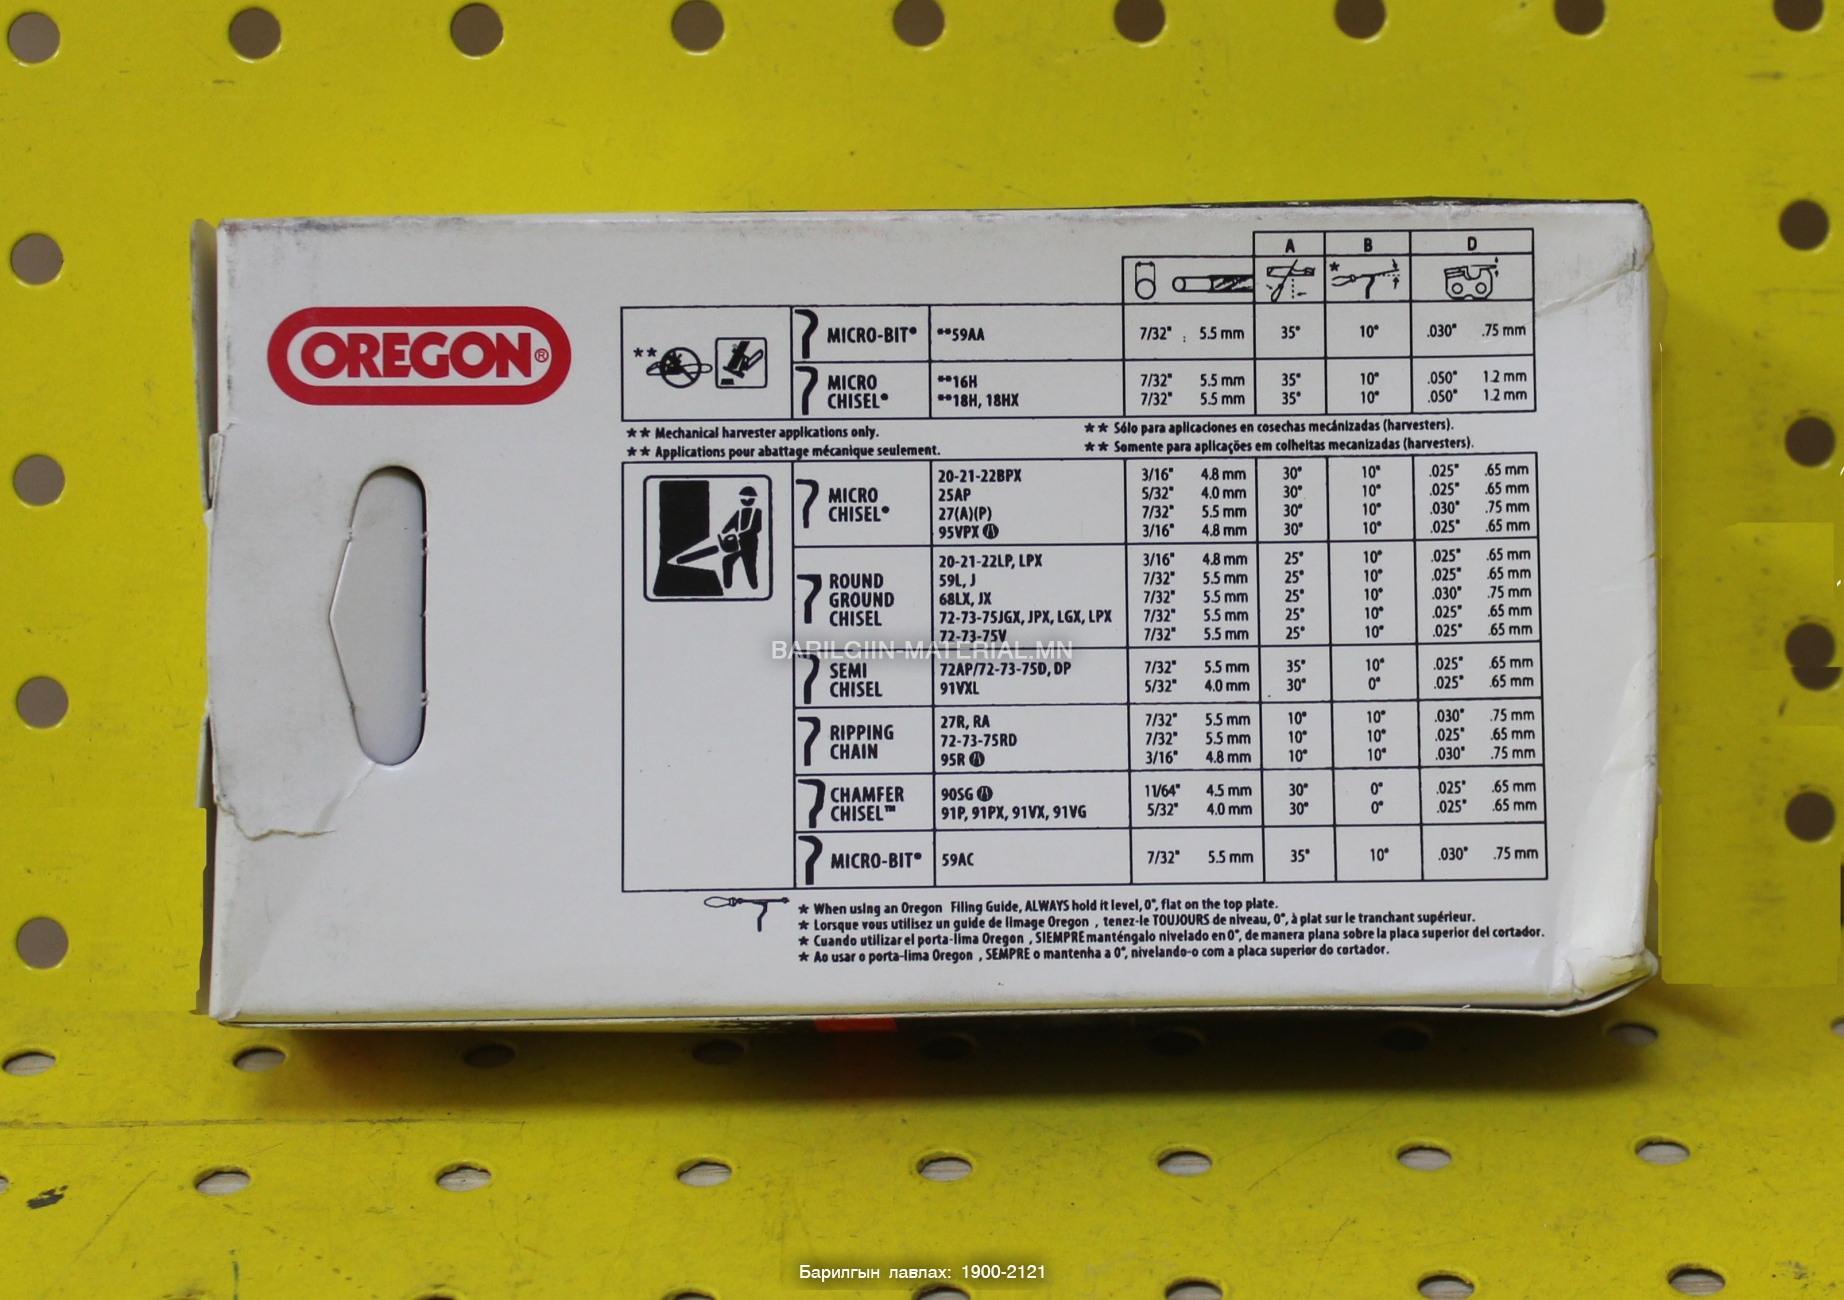 OREGON®
A B D
MICRO-BIT® **59AA 7/32" 5.5 mm 35° 10° .030" .75 mm
MICRO CHISEL® **16H 7/32" 5.5 mm 35° 10° .050" 1.2 mm
**18H, 18HX 7/32" 5.5 mm 35° 10° .050" 1.2 mm
** Mechanical harvester applications only.
** Applications pour abattage mécanique seulement.
** Sólo para aplicaciones en cosechas mecánizadas (harvesters).
** Somente para aplicações em colheitas mecanizadas (harvesters).
MICRO CHISEL® 20-21-22BPX 3/16" 4.8 mm 30° 10° .025" .65 mm
25AP 5/32" 4.0 mm 30° 10° .025" .65 mm
27(A)(P) 7/32" 5.5 mm 30° 10° .030" .75 mm
95VPX 3/16" 4.8 mm 30° 10° .025" .65 mm
ROUND GROUND CHISEL 20-21-22LP, LPX 3/16" 4.8 mm 25° 10° .025" .65 mm
59L, J 7/32" 5.5 mm 25° 10° .025" .65 mm
68LX, JX 7/32" 5.5 mm 25° 10° .030" .75 mm
72-73-75JGX, JPX, LGX, LPX 7/32" 5.5 mm 25° 10° .025" .65 mm
72-73-75V 7/32" 5.5 mm 25° 10° .025" .65 mm
BARILGIIN-MATERIAL.MN
SEMI CHISEL 72AP/72-73-75D, DP 7/32" 5.5 mm 35° 10° .025" .65 mm
91VXL 5/32" 4.0 mm 30° 0° .025" .65 mm
RIPPING CHAIN 27R, RA 7/32" 5.5 mm 10° 10° .030" .75 mm
72-73-75RD 7/32" 5.5 mm 10° 10° .025" .65 mm
95R 3/16" 4.8 mm 10° 10° .030" .75 mm
CHAMFER CHISEL™ 90SG 11/64" 4.5 mm 30° 0° .025" .65 mm
91P, 91PX, 91VX, 91VG 5/32" 4.0 mm 30° 0° .025" .65 mm
MICRO-BIT® 59AC 7/32" 5.5 mm 35° 10° .030" .75 mm
* When using an Oregon Filing Guide, ALWAYS hold it level, 0°, flat on the top plate.
* Lorsque vous utilisez un guide de limage Oregon , tenez-le TOUJOURS de niveau, 0°, à plat sur le tranchant supérieur.
* Cuando utilizar el porta-lima Oregon , SIEMPRE manténgalo nivelado en 0°, de manera plana sobre la placa superior del cortador.
* Ao usar o porta-lima Oregon , SEMPRE o mantenha a 0°, nivelando-o com a placa superior do cortador.
Барилгын лавлах: 1900-2121